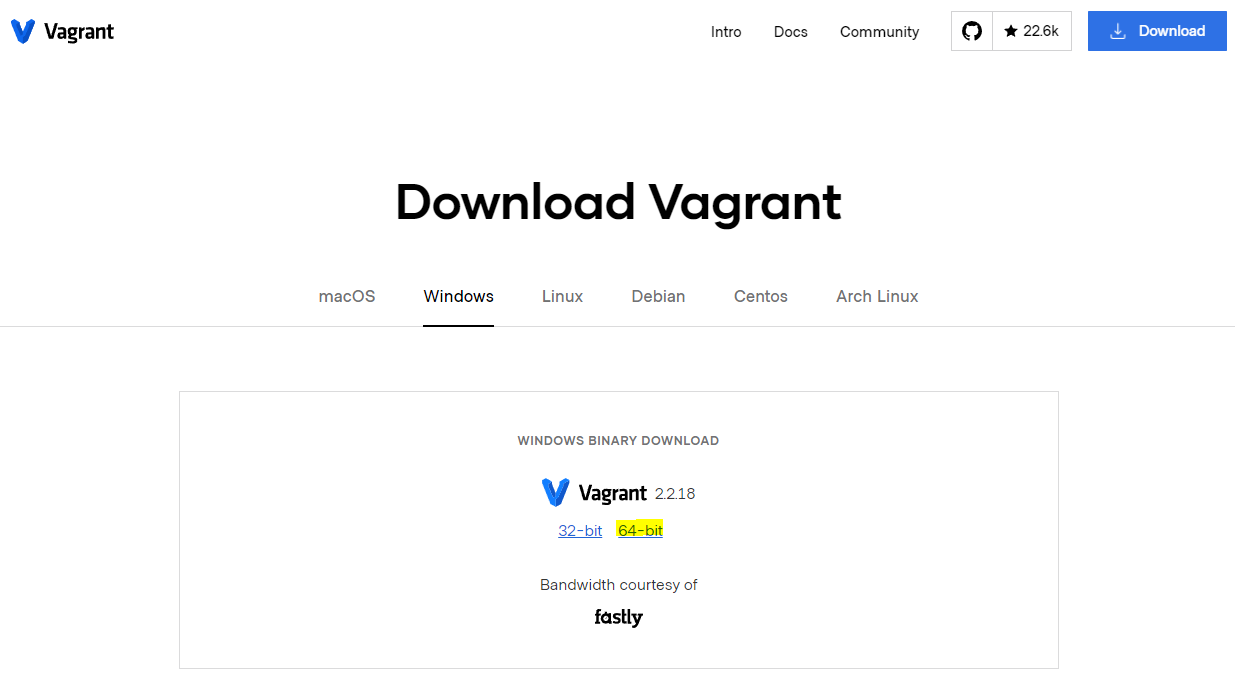 Vagrant Intro Docs Community 22.6k Download
Download Vagrant
macOS Windows Linux Debian Centos Arch Linux
WINDOWS BINARY DOWNLOAD
Vagrant 2.2.18
32-bit 64-bit
Bandwidth courtesy of
fastly